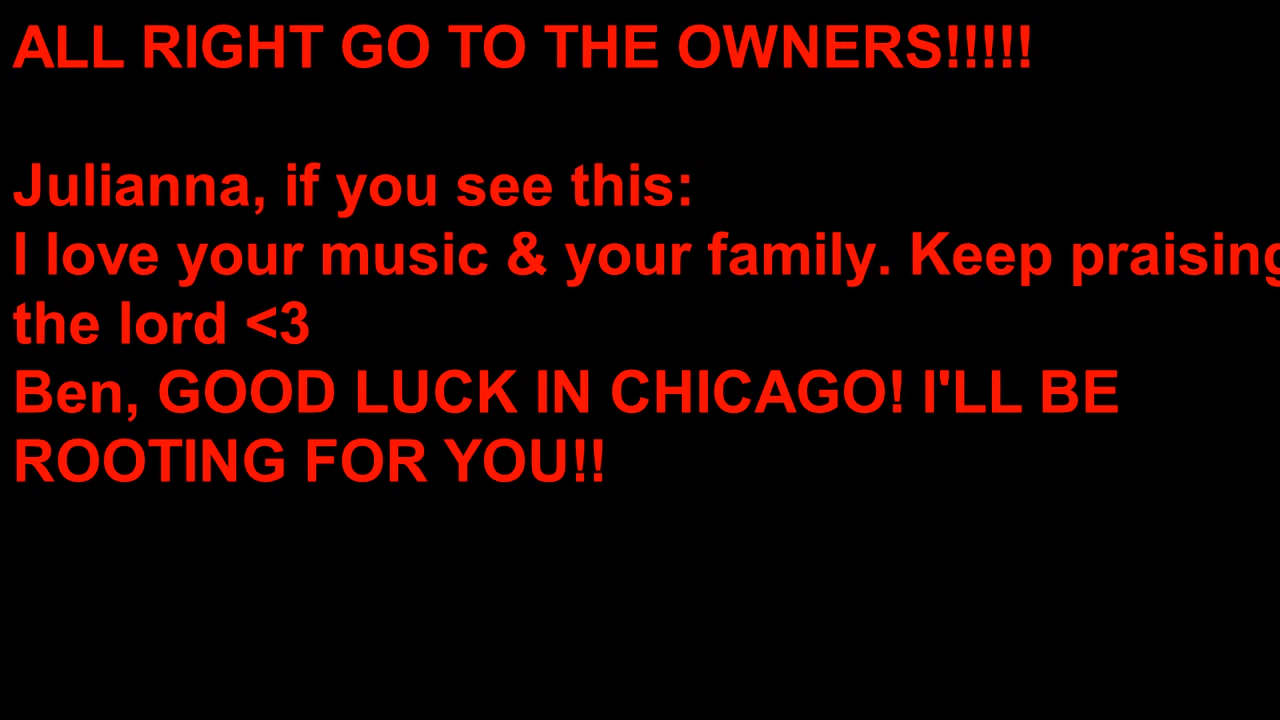 ALL RIGHT GO TO THE OWNERS!!!!!
Julianna, if you see this:
I love your music & your family. Keep praising
the lord <3
Ben, GOOD LUCK IN CHICAGO! I'LL BE
ROOTING FOR YOU!!